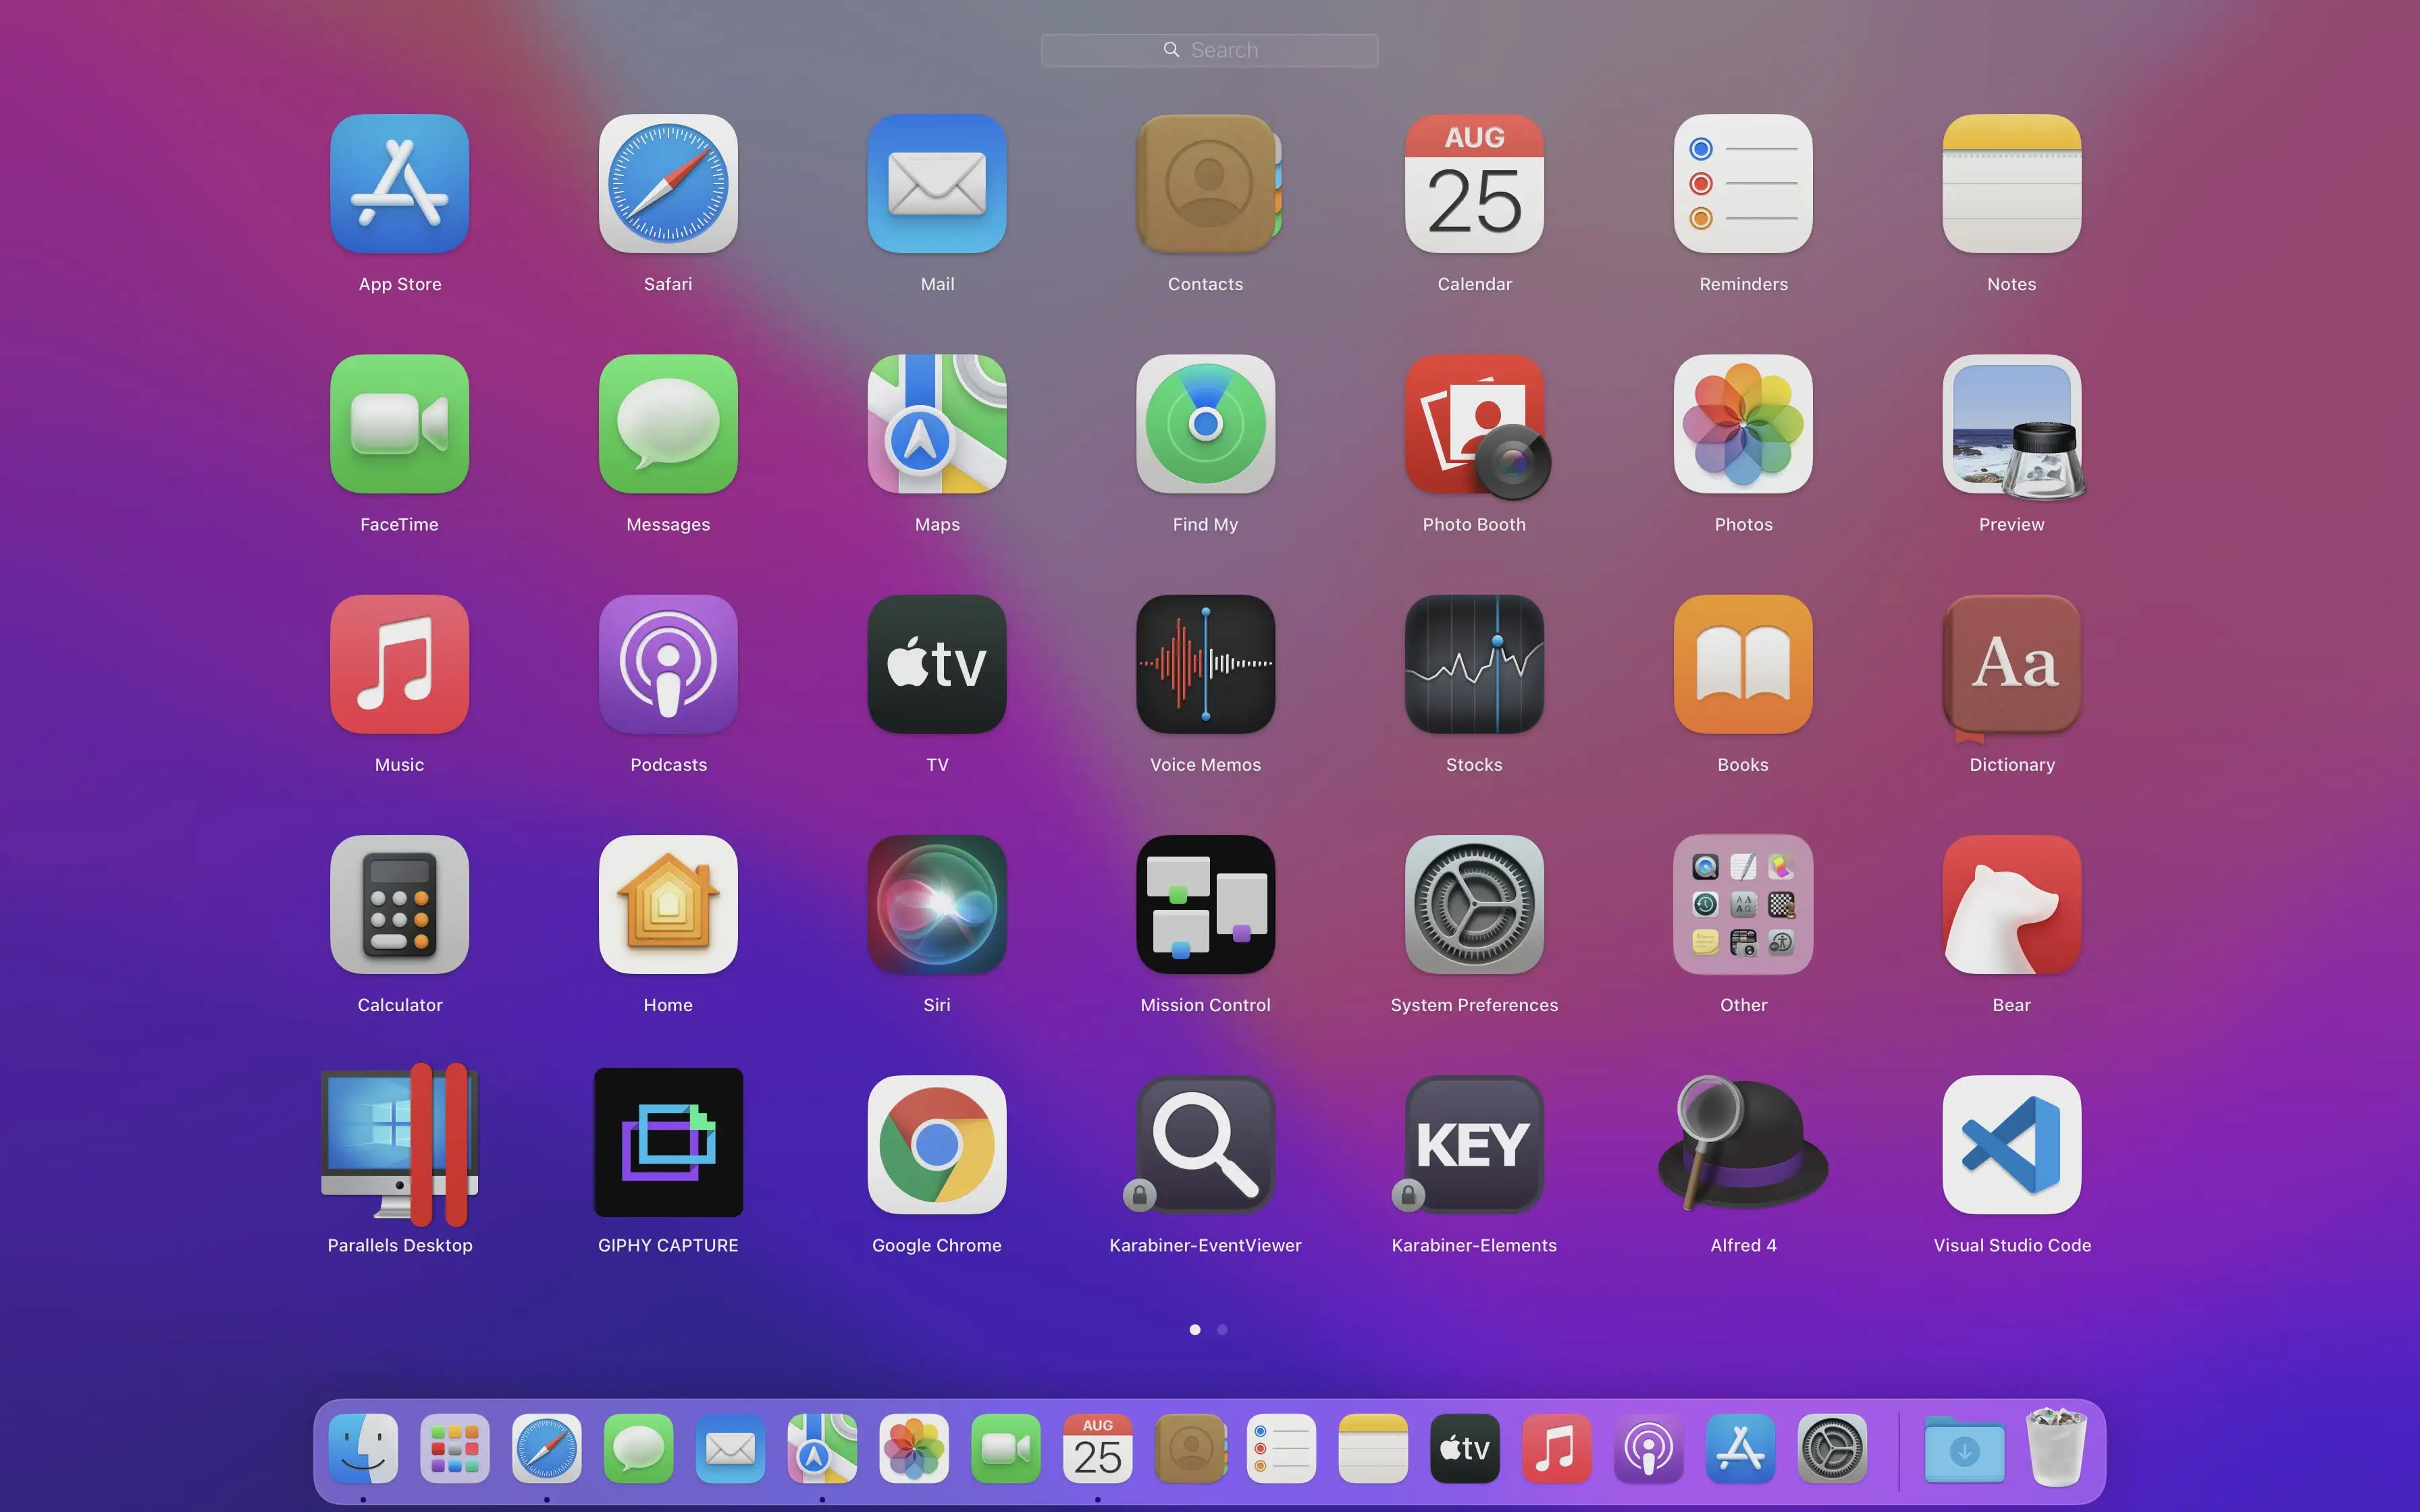 Search
AUG
25
App Store
Safari
Mail
Contacts
Calendar
Reminders
Notes
FaceTime
Messages
Maps
Find My
Photo Booth
Photos
Preview
tv
Aa
Music
Podcasts
TV
Voice Memos
Stocks
Books
Dictionary
Calculator
Home
Siri
Mission Control
System Preferences
Other
Bear
KEY
Parallels Desktop
GIPHY CAPTURE
Google Chrome
Karabiner-EventViewer
Karabiner-Elements
Alfred 4
Visual Studio Code
AUG
25
tv